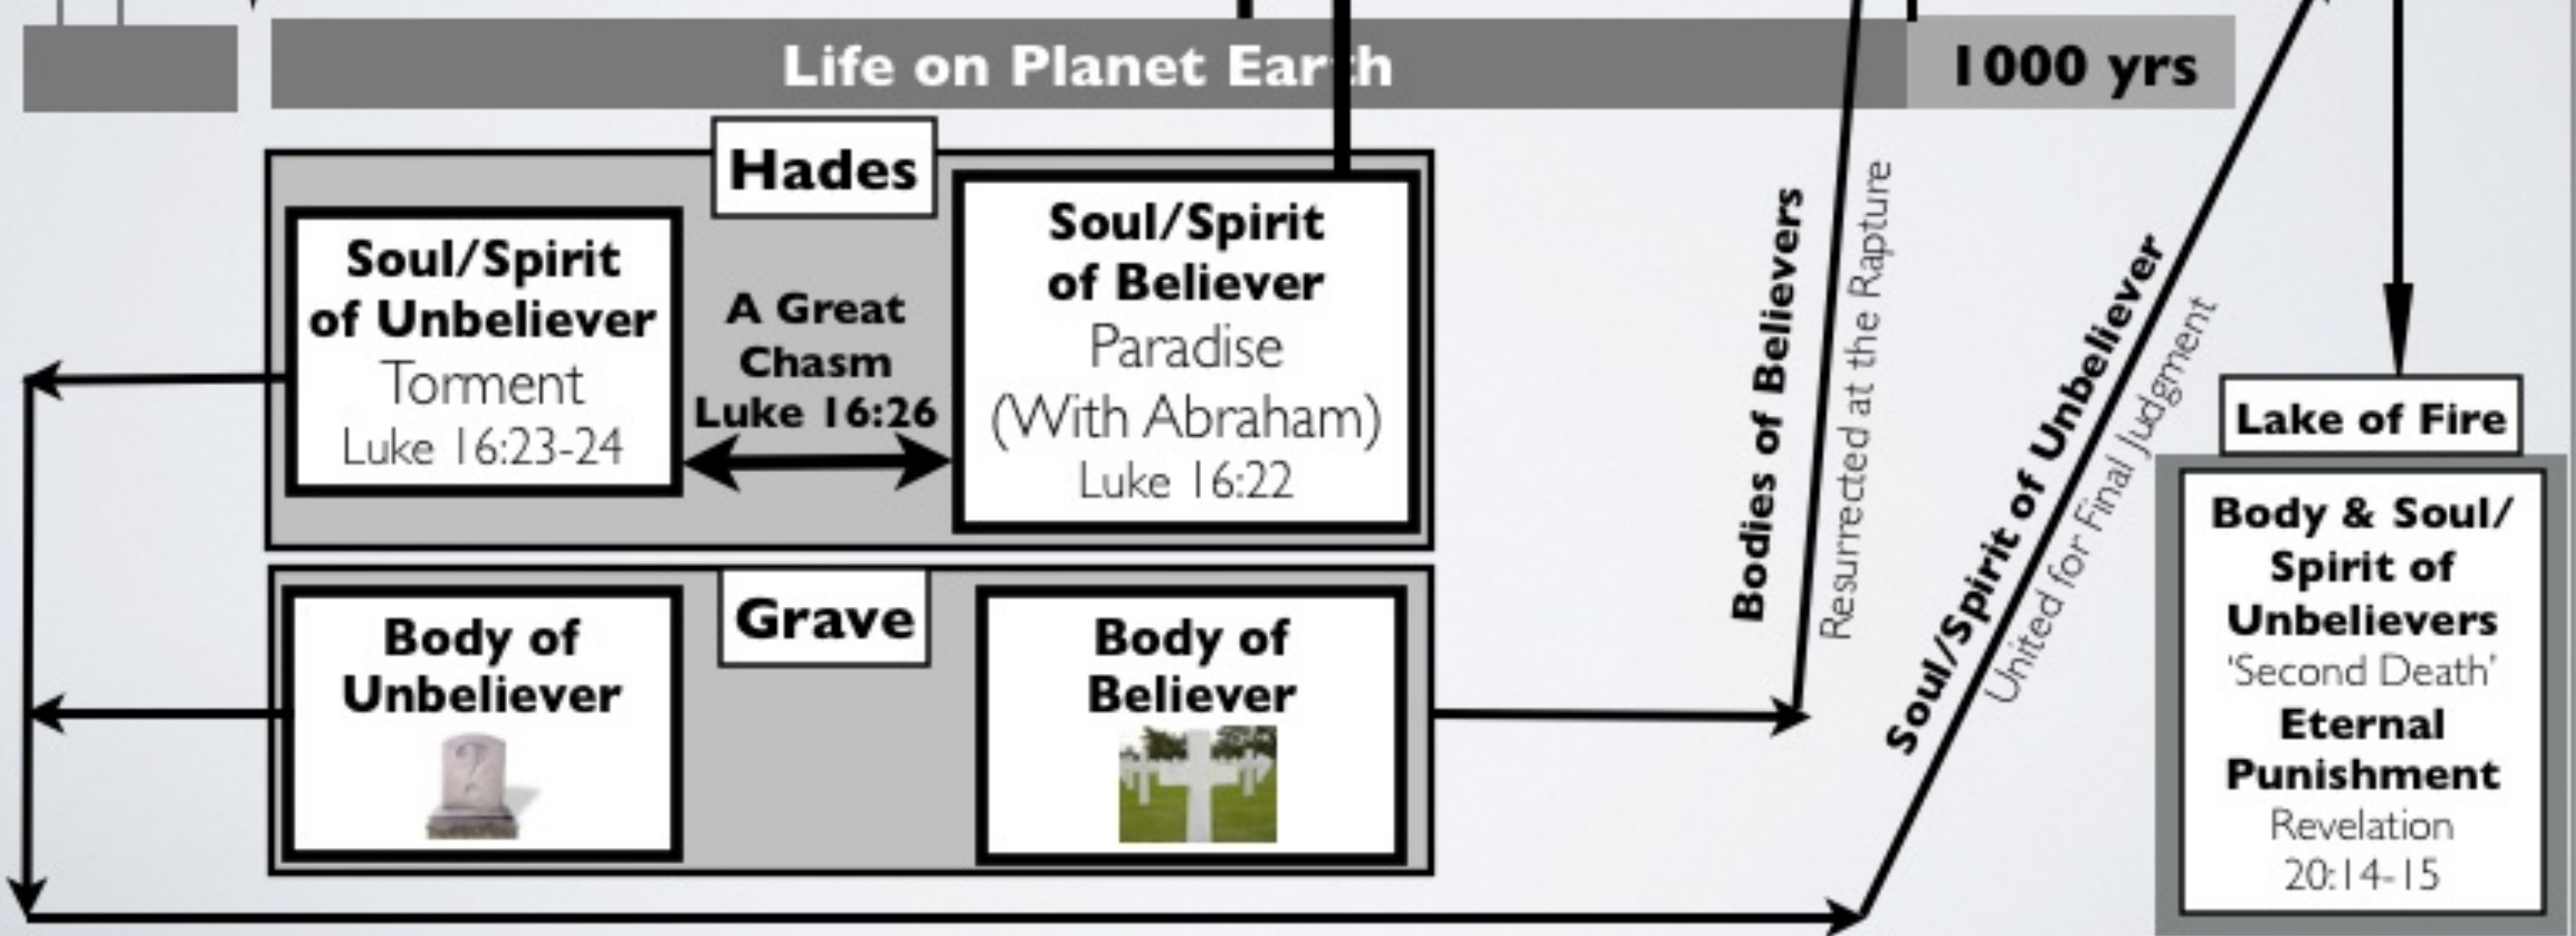 Life on Planet Earth
1000 yrs
Hades
Soul/Spirit
of Unbeliever
Torment
Luke 16:23-24
A Great
Chasm
Luke 16:26
Soul/Spirit
of Believer
Paradise
(With Abraham)
Luke 16:22
Grave
Body of
Unbeliever
?
Body of
Believer
Bodies of Believers
Resurrected at the Rapture
Soul/Spirit of Unbeliever
United for Final Judgment
Lake of Fire
Body & Soul/
Spirit of
Unbelievers
'Second Death'
Eternal
Punishment
Revelation
20:14-15